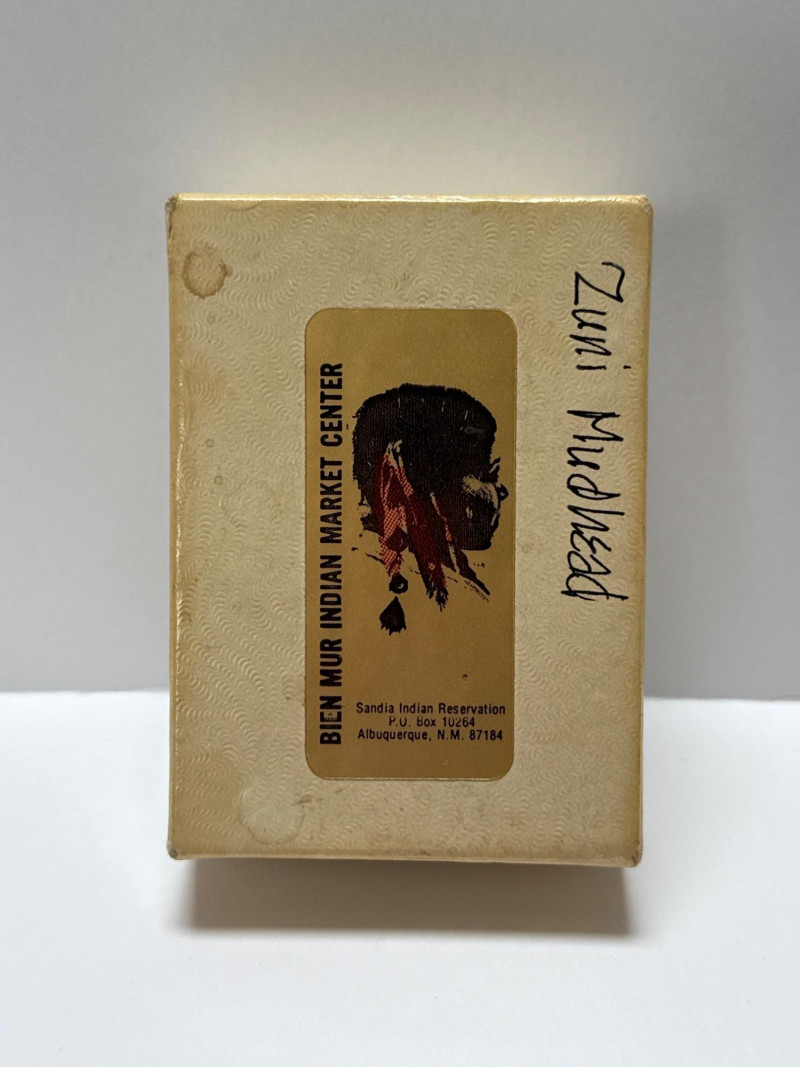 BIEN MUR INDIAN MARKET CENTER
Sandia Indian Reservation
P.O. Box 10264
Albuquerque, N.M. 87184
Zuni Mudhead